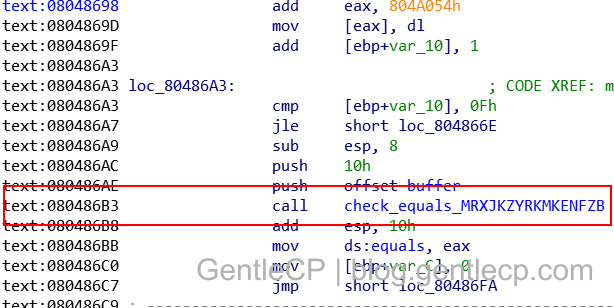 text:08048698 add eax, 804A054h
text:0804869D mov [eax], dl
text:0804869F add [ebp+var_10], 1
text:080486A3
text:080486A3 loc_80486A3: ; CODE XREF: m
text:080486A3 cmp [ebp+var_10], 0Fh
text:080486A7 jle short loc_804866E
text:080486A9 sub esp, 8
text:080486AC push 10h
text:080486AE push offset buffer
text:080486B3 call check_equals_MRXJKZYRKMKENFZB
text:080486B8 add esp, 10h
text:080486BB mov ds:equals, eax
text:080486C0 mov [ebp+var_C], 0
text:080486C7 jmp short loc_80486FA
text:080486C9 ;
GentleCP | blog.gentlecp.com